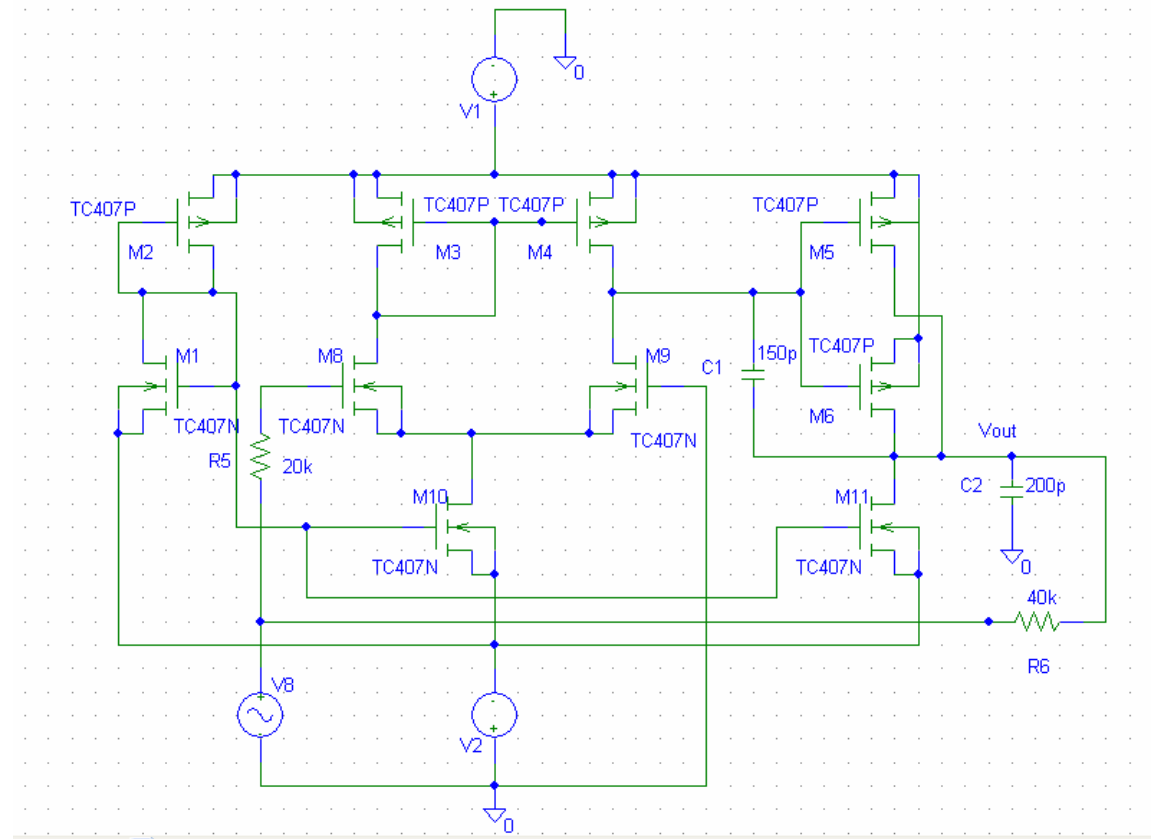 0
V1
TC407P
TC407P TC407P
TC407P
M2
M3
M4
M5
M1
M8
M9
C1
150p
TC407P
TC407N
TC407N
TC407N
M6
R5
20k
Vout
M10
C2
200p
M11
TC407N
TC407N
0
40k
R6
V8
V2
0